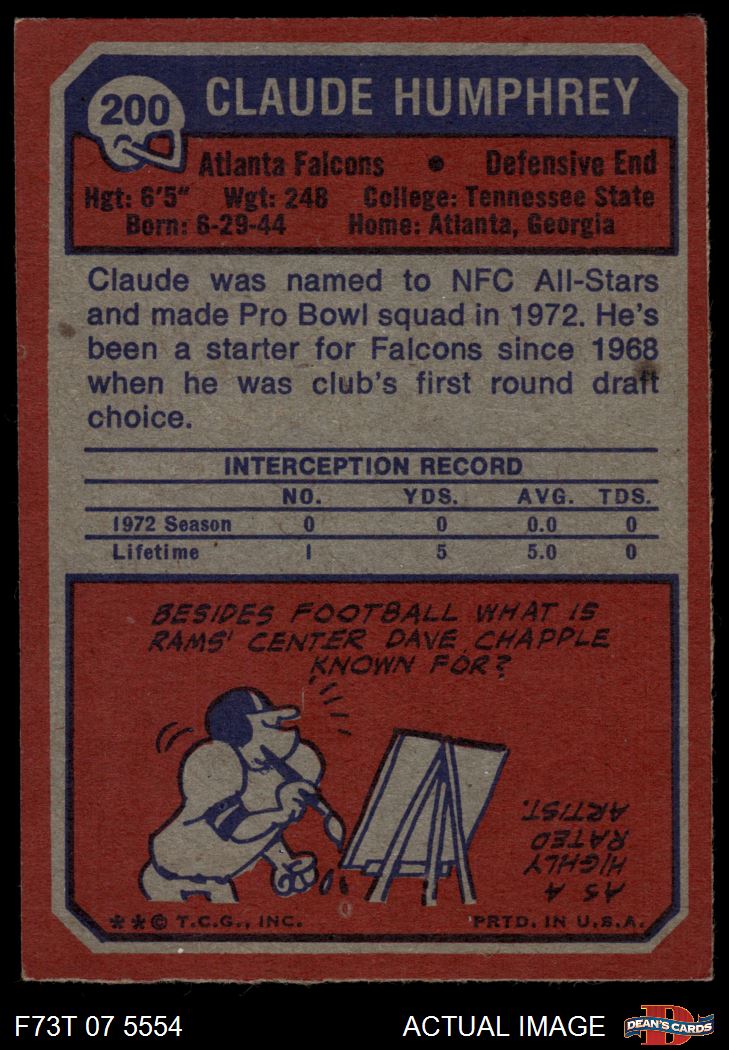 200 CLAUDE HUMPHREY
Atlanta Falcons • Defensive End
Hgt: 6'5" Wgt: 248 College: Tennessee State
Born: 6-29-44 Home: Atlanta, Georgia
Claude was named to NFC All-Stars
and made Pro Bowl squad in 1972. He's
been a starter for Falcons since 1968
when he was club's first round draft
choice.
INTERCEPTION RECORD
NO. YDS. AVG. TDS.
1972 Season 0 0 0.0 0
Lifetime 1 5 5.0 0
BESIDES FOOTBALL WHAT IS
RAMS' CENTER DAVE CHAPPLE
KNOWN FOR?
AS A
HIGHLY
RATED
ARTIST.
**© T.C.G., INC. PRTD. IN U.S.A.
F73T 07 5554 ACTUAL IMAGE DEAN'S CARDS